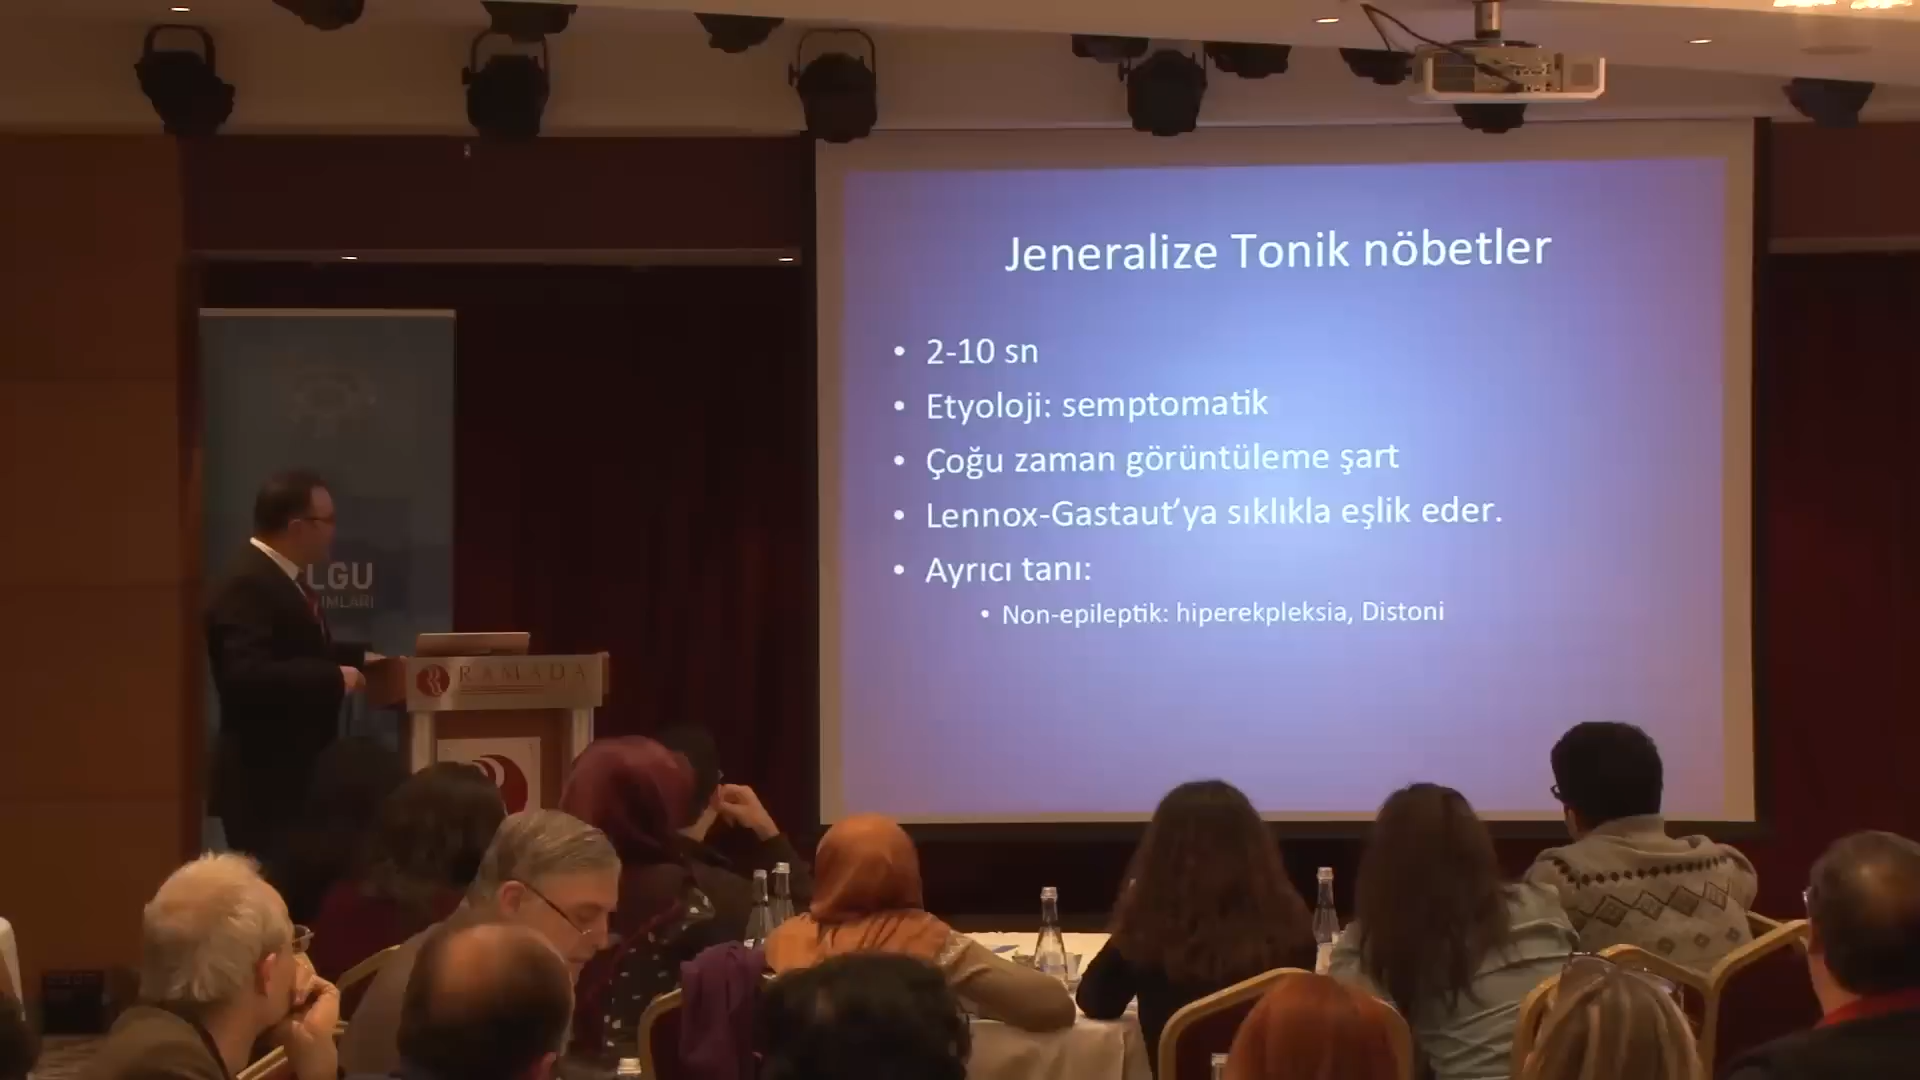 Jeneralize Tonik nöbetler
• 2-10 sn
• Etyoloji: semptomatik
• Çoğu zaman görüntüleme şart
• Lennox-Gastaut’ya sıklıkla eşlik eder.
• Ayrıcı tanı:
• Non-epileptik: hiperekpleksia, Distoni
LGU
IMLARI
RAMADA